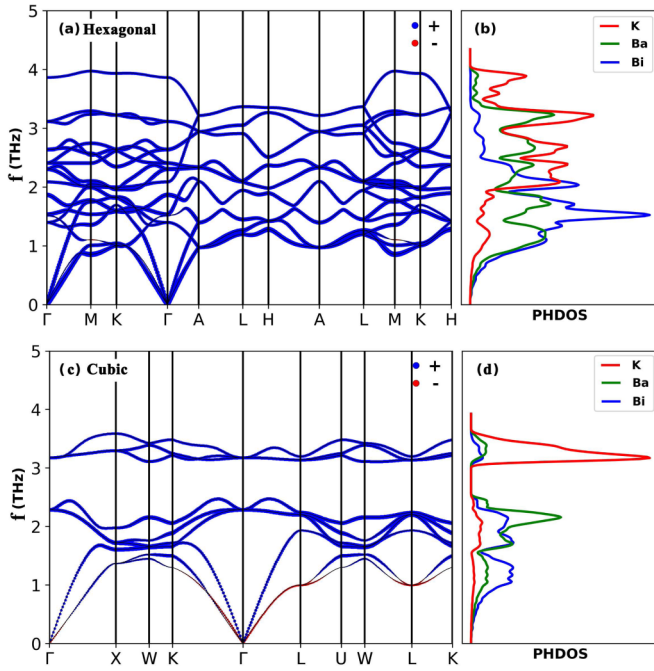 (a) Hexagonal
+
-
5
4
3
2
1
0
f (THz)
Γ M K Γ A L H A L M K H
(b)
K
Ba
Bi
PHDOS
(c) Cubic
+
-
5
4
3
2
1
0
f (THz)
Γ X W K Γ L U W L K
(d)
K
Ba
Bi
PHDOS